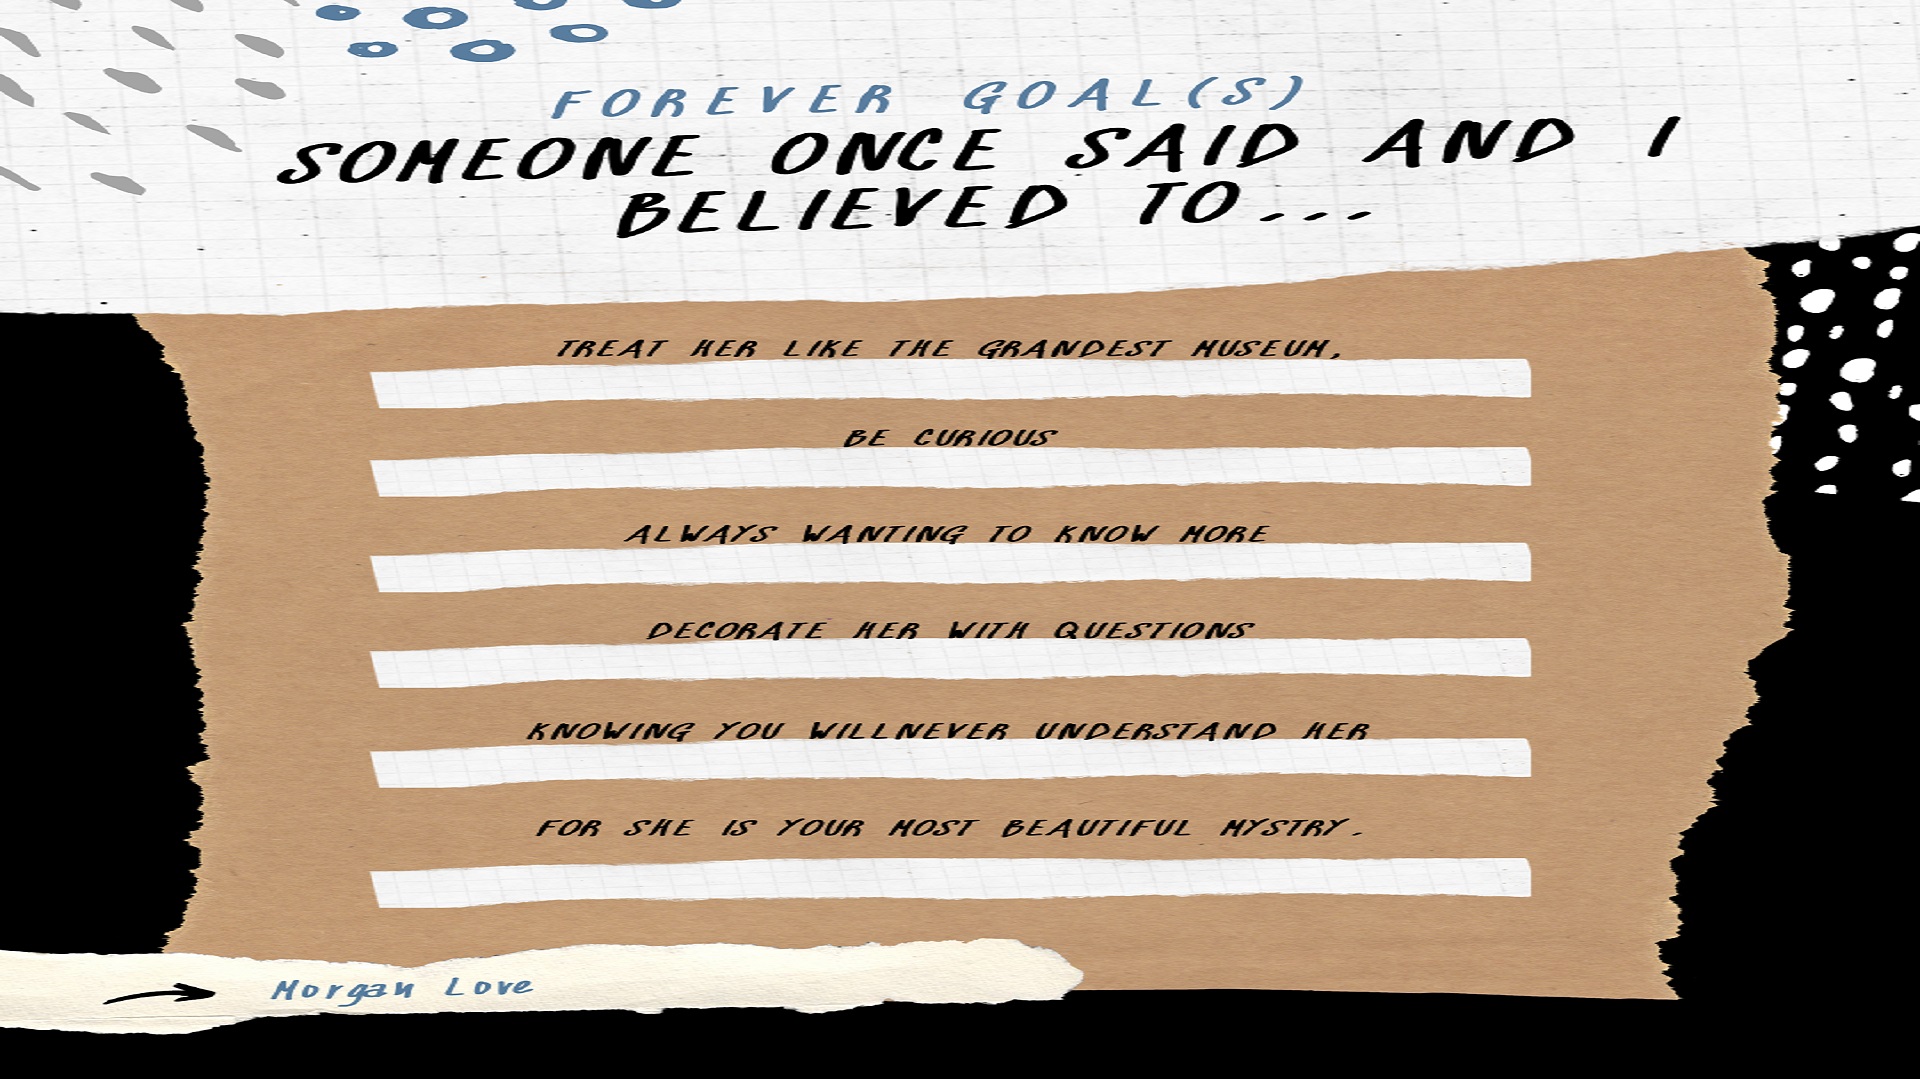 FOREVER GOAL(S)
SOMEONE ONCE SAID AND I
BELIEVED TO...
TREAT HER LIKE THE GRANDEST MUSEUM,
BE CURIOUS
ALWAYS WANTING TO KNOW MORE
DECORATE HER WITH QUESTIONS
KNOWING YOU WILLNEVER UNDERSTAND HER
FOR SHE IS YOUR MOST BEAUTIFUL MYSTRY.
Morgan Love